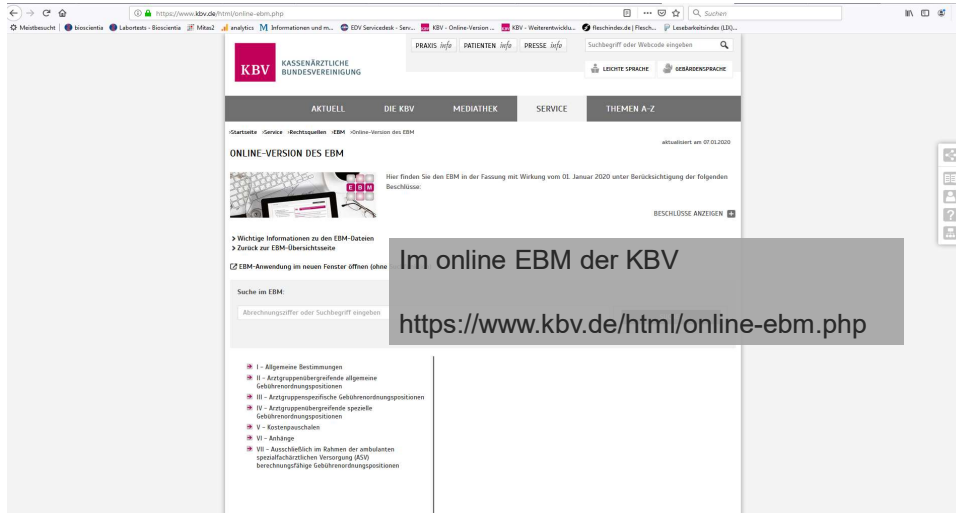 https://www.kbv.de/html/online-ebm.php
Suchen
Meistbesucht
bioscientia
Labortests - Bioscientia
Mitas2
analytics
Informationen und m...
EDV Servicedesk - Serv...
KBV - Online-Version ...
KBV - Weiterentwicklu...
fleschindex.de | Flesch...
Lesebarkeitsindex (LIX)...
KBV
KASSENÄRZTLICHE
BUNDESVEREINIGUNG
PRAXIS info
PATIENTEN info
PRESSE info
Suchbegriff oder Webcode eingeben
LEICHTE SPRACHE
GEBÄRDENSPRACHE
AKTUELL
DIE KBV
MEDIATHEK
SERVICE
THEMEN A-Z
›Startseite ›Service ›Rechtsquellen ›EBM ›Online-Version des EBM
aktualisiert am 07.01.2020
ONLINE-VERSION DES EBM
EBM
Hier finden Sie den EBM in der Fassung mit Wirkung vom 01. Januar 2020 unter Berücksichtigung der folgenden
Beschlüsse:
BESCHLÜSSE ANZEIGEN
> Wichtige Informationen zu den EBM-Dateien
> Zurück zur EBM-Übersichtsseite
EBM-Anwendung im neuen Fenster öffnen (ohne
Im online EBM der KBV
https://www.kbv.de/html/online-ebm.php
Suche im EBM:
Abrechnungsziffer oder Suchbegriff eingeben
I - Allgemeine Bestimmungen
II - Arztgruppenübergreifende allgemeine
Gebührenordnungspositionen
III - Arztgruppenspezifische Gebührenordnungspositionen
IV - Arztgruppenübergreifende spezielle
Gebührenordnungspositionen
V - Kostenpauschalen
VI - Anhänge
VII - Ausschließlich im Rahmen der ambulanten
spezialfachärztlichen Versorgung (ASV)
berechnungsfähige Gebührenordnungspositionen